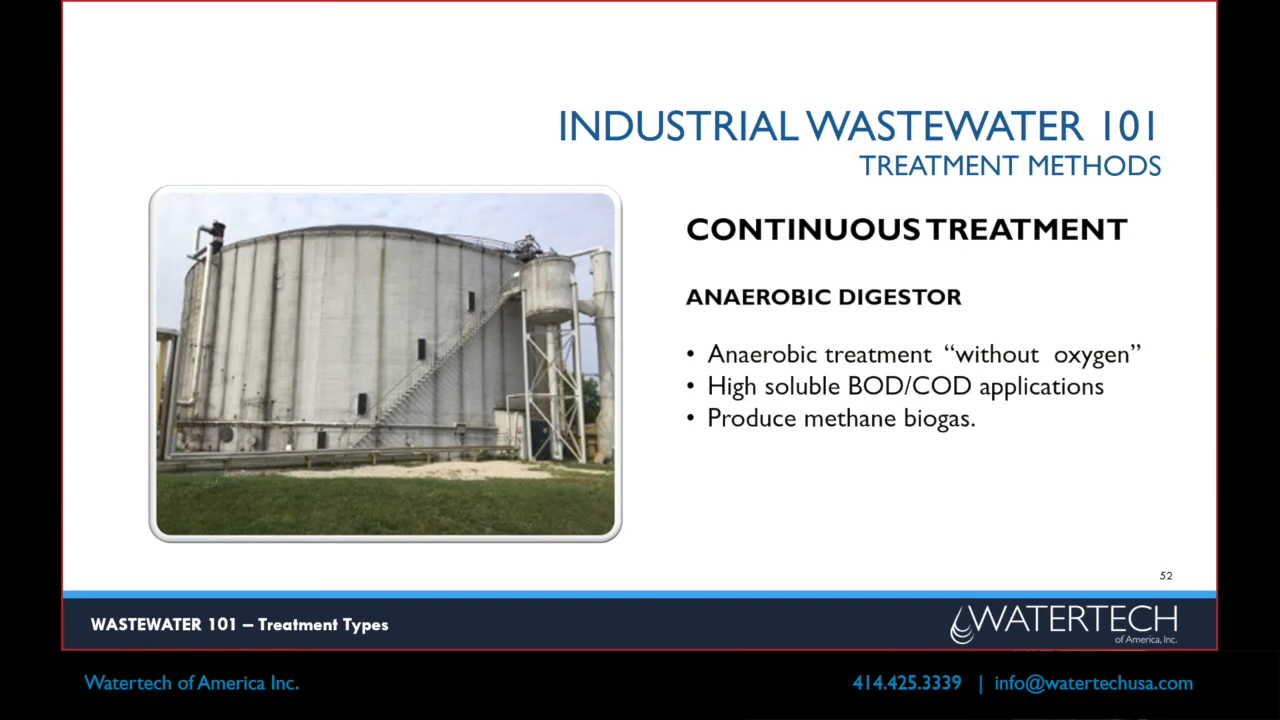 INDUSTRIAL WASTEWATER 101
TREATMENT METHODS
CONTINUOUS TREATMENT
ANAEROBIC DIGESTOR
• Anaerobic treatment “without oxygen”
• High soluble BOD/COD applications
• Produce methane biogas.
52
WASTEWATER 101 – Treatment Types
WATERTECH
of America, Inc.
Watertech of America Inc.
414.425.3339 | info@watertechusa.com